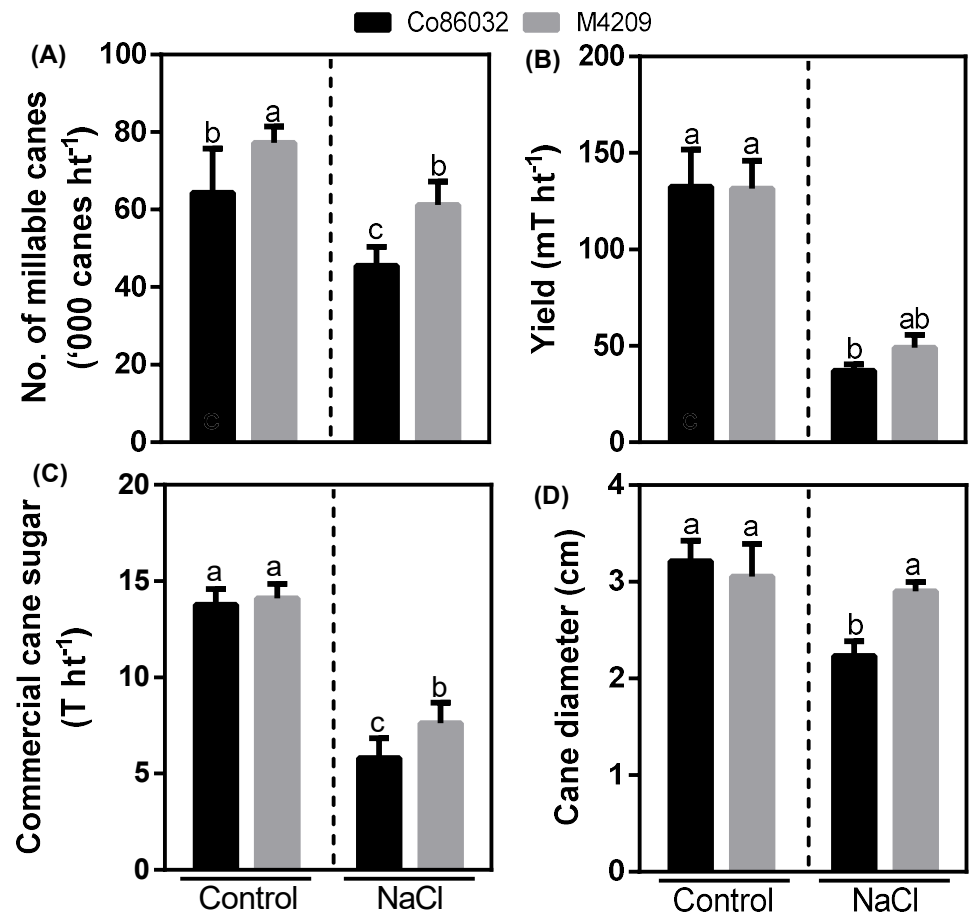 Co86032 M4209
(A)
No. of millable canes
(‘000 canes ht-1)
100
80
60
40
20
0
b
a
c
b
C
(B)
Yield (mT ht-1)
200
150
100
50
0
a
a
b
ab
C
(C)
Commercial cane sugar
(T ht-1)
20
15
10
5
0
a
a
c
b
Control NaCl
(D)
Cane diameter (cm)
4
3
2
1
0
a
a
b
a
Control NaCl